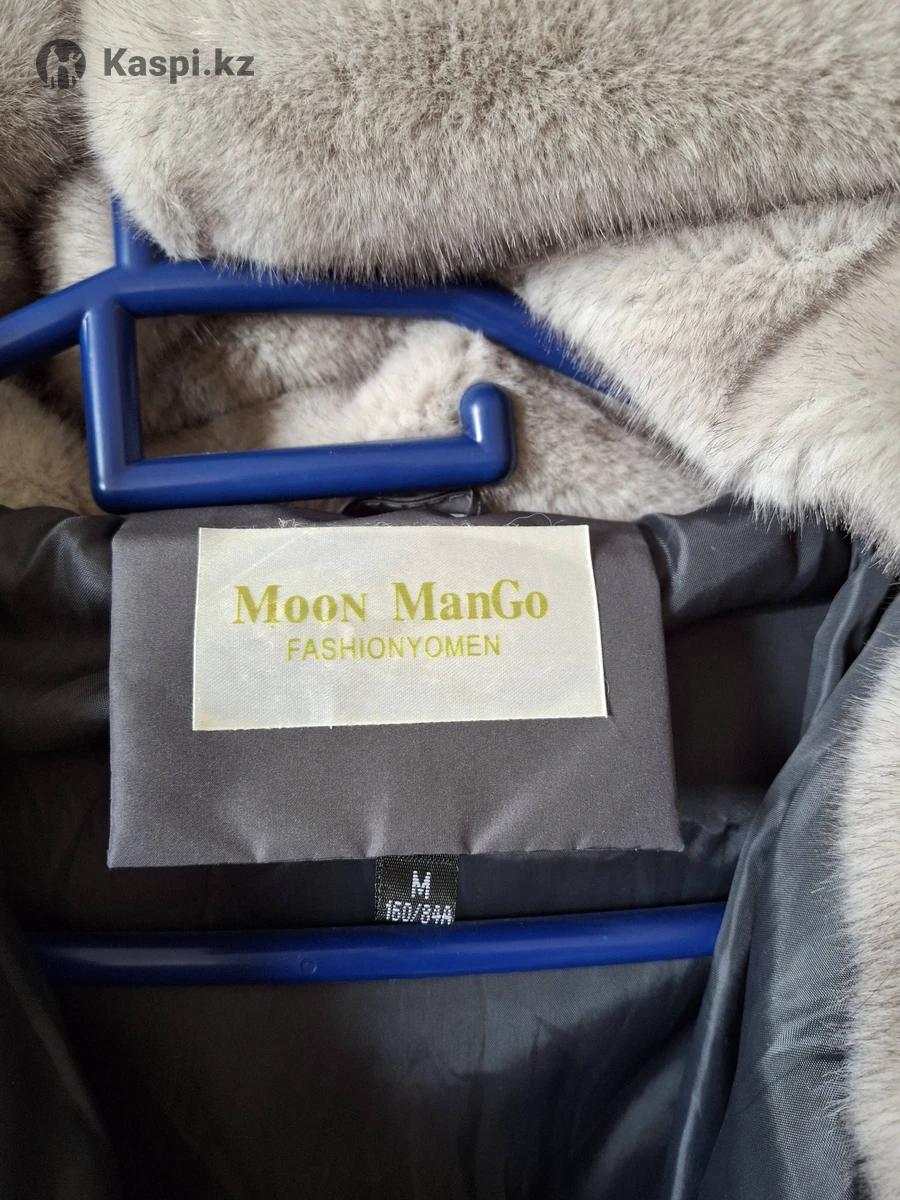 Kaspi.kz
Moon ManGo
FASHIONYOMEN
M
160/84A